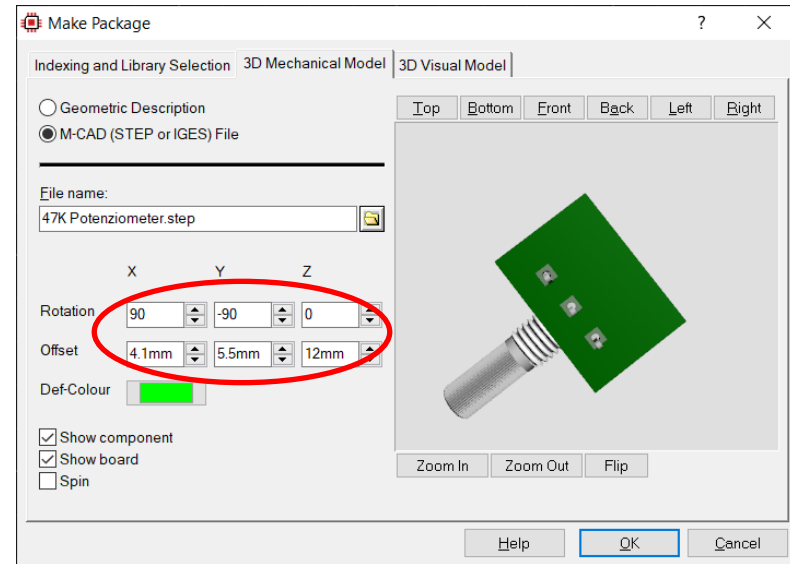 Make Package
Indexing and Library Selection 3D Mechanical Model 3D Visual Model
Geometric Description
M-CAD (STEP or IGES) File
Top Bottom Front Back Left Right
File name:
47K Potenziometer.step
X Y Z
Rotation 90 -90 0
Offset 4.1mm 5.5mm 12mm
Def-Colour
Show component
Show board
Spin
Zoom In Zoom Out Flip
Help OK Cancel